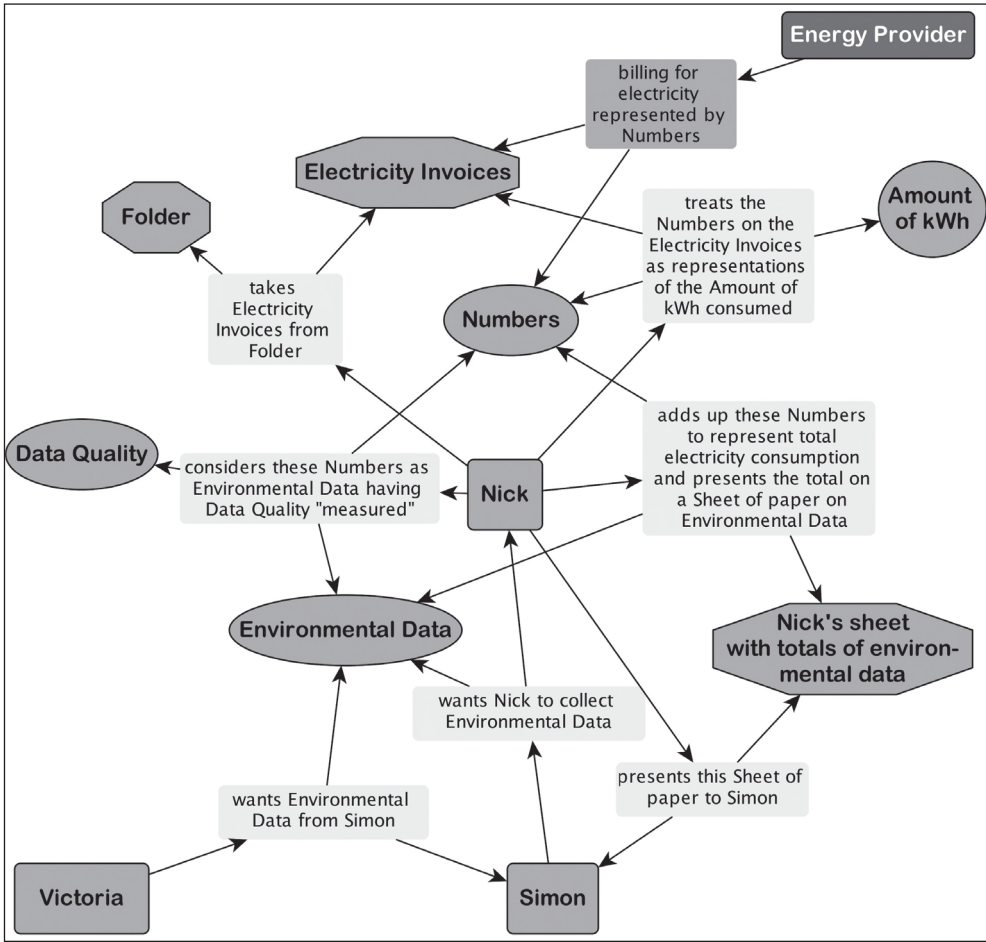 Energy Provider
billing for
electricity
represented by
Numbers
Electricity Invoices
Folder
Amount
of kWh
treats the
Numbers on the
Electricity Invoices
as representations
of the Amount of
kWh consumed
takes
Electricity
Invoices from
Folder
Numbers
adds up these Numbers
to represent total
electricity consumption
and presents the total on
a Sheet of paper on
Environmental Data
Data Quality
considers these Numbers as
Environmental Data having
Data Quality "measured"
Nick
Environmental Data
Nick's sheet
with totals of environ-
mental data
wants Nick to collect
Environmental Data
presents this Sheet of
paper to Simon
wants Environmental
Data from Simon
Victoria
Simon